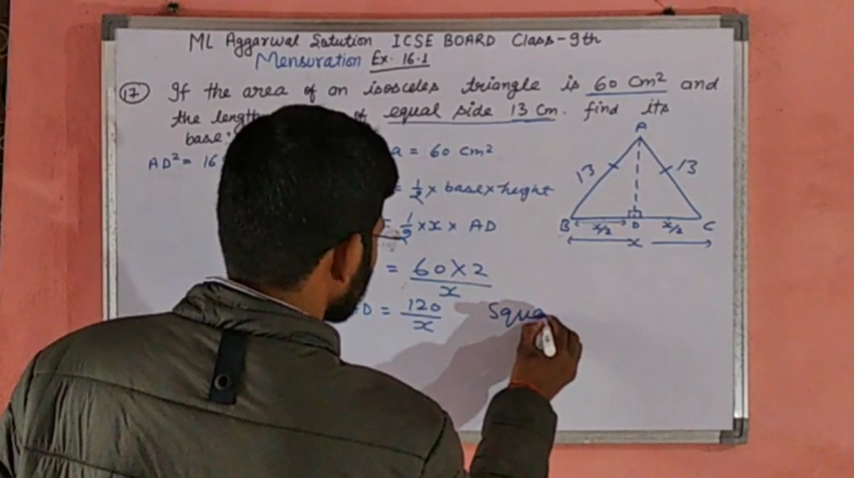 ML Aggarwal Solution ICSE BOARD Class-9th
Mensuration Ex. 16.1
17 If the area of an isosceles triangle is 60 cm² and
the length of equal side 13 cm. find its
base.
AD² = 16
= 60 cm²
= 1/2 × base × height
= 1/2 × x × AD
= 60×2/x
D = 120/x Squa
A
13 13
B x/2 D x/2 C
x